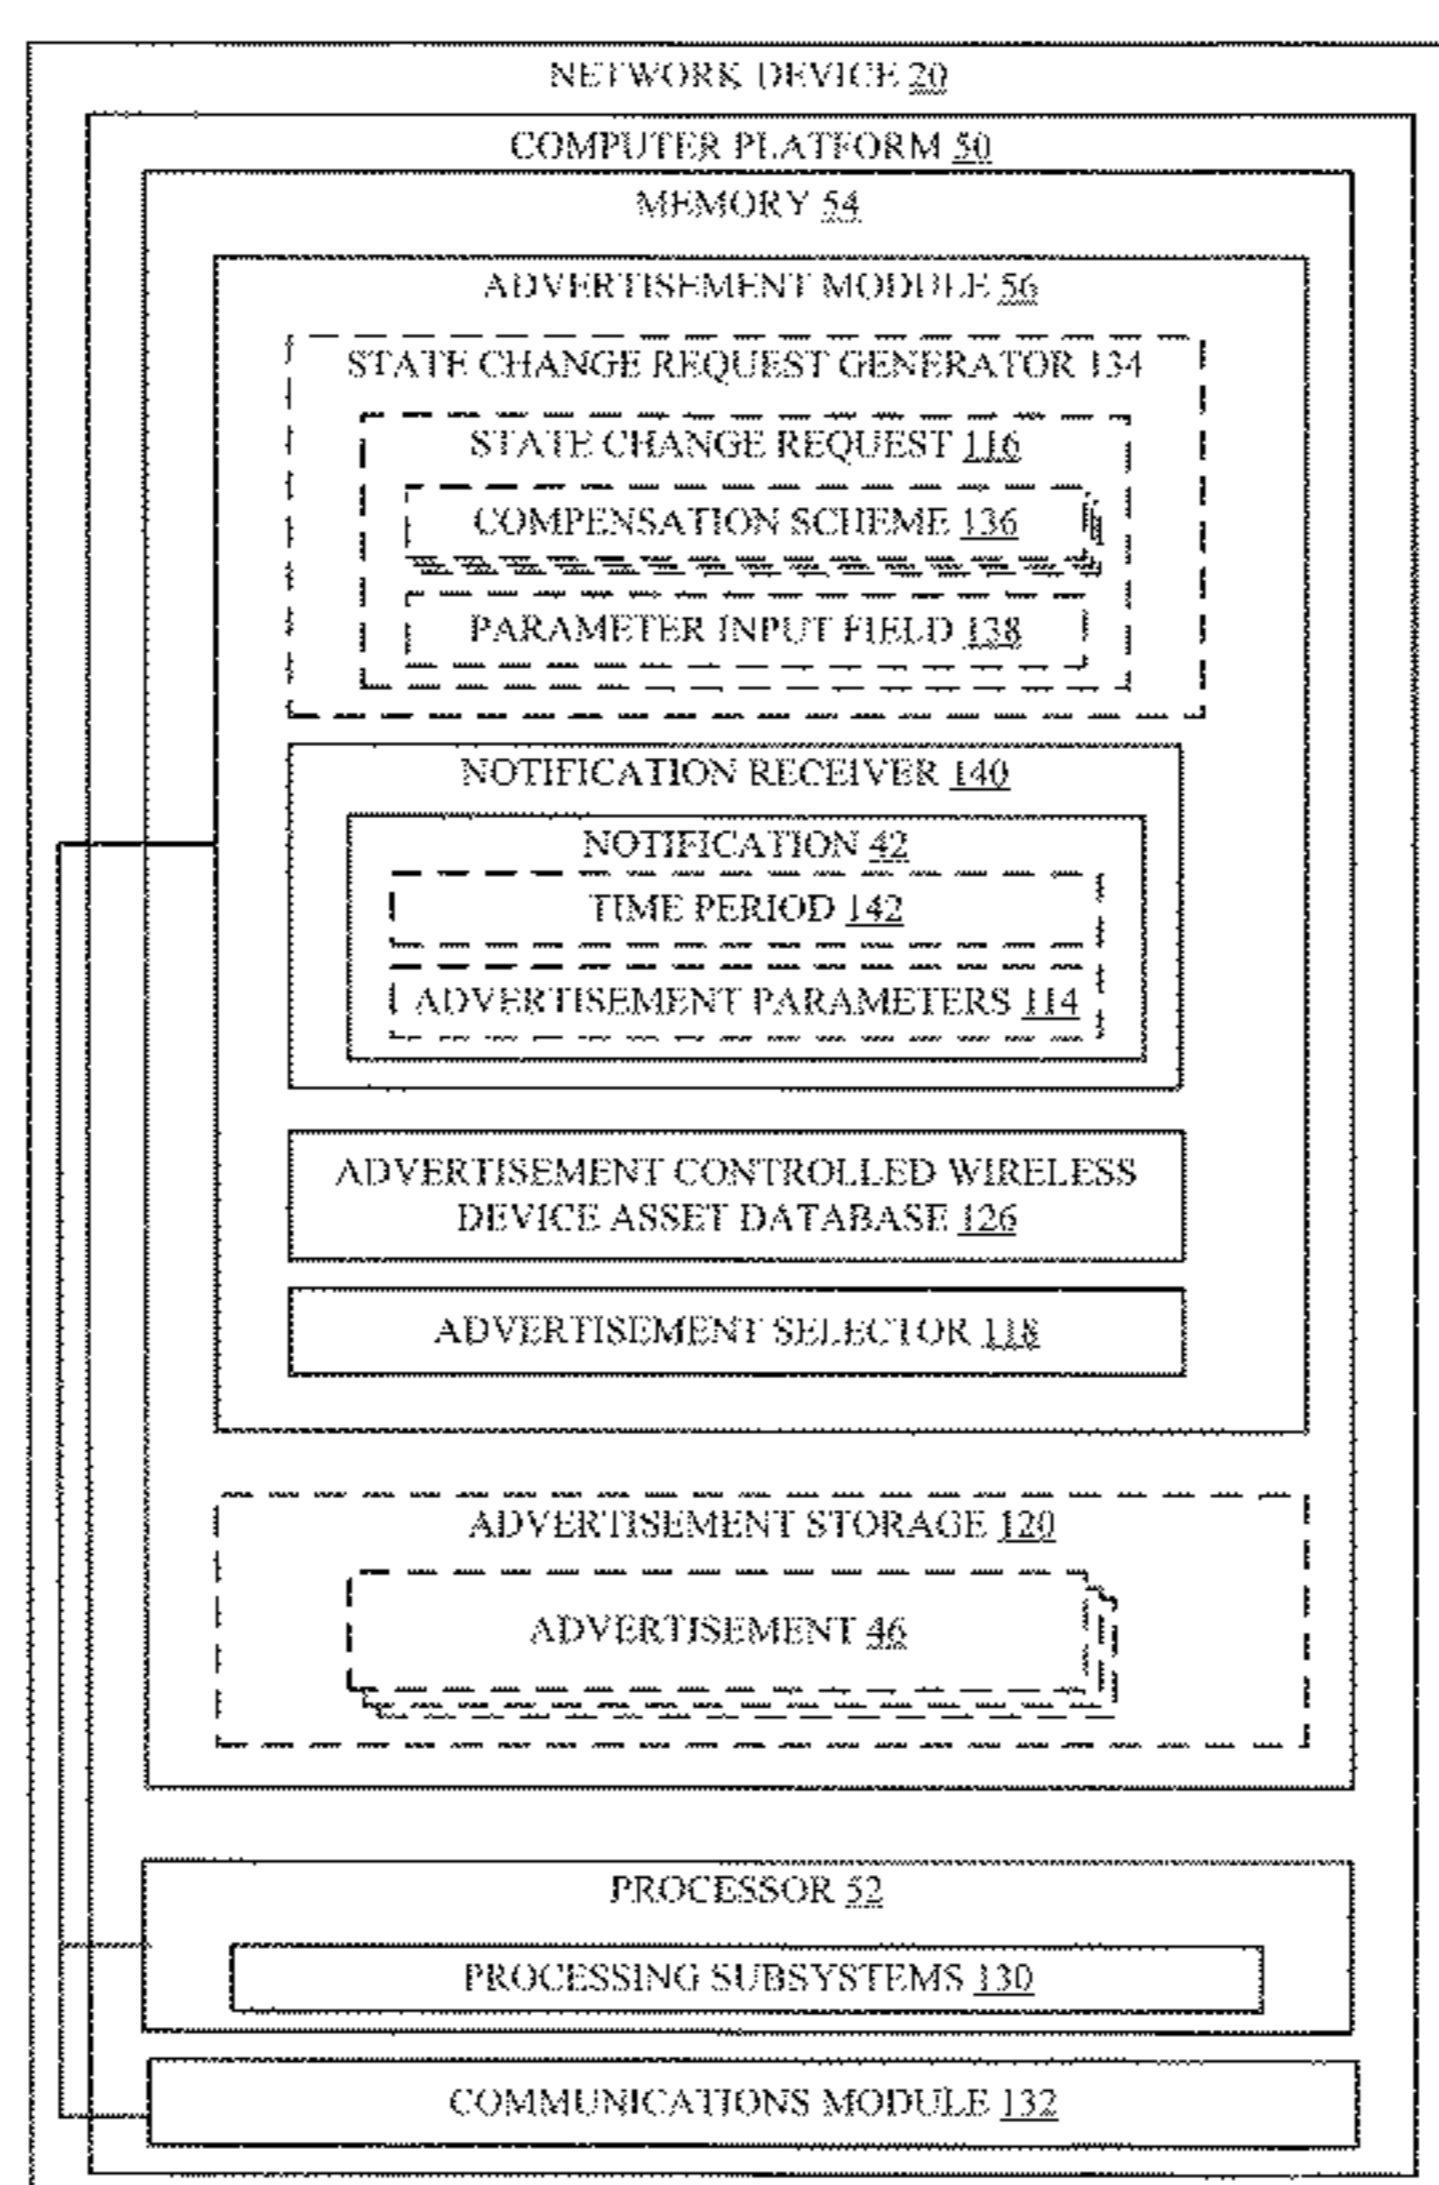 NETWORK DEVICE 20
COMPUTER PLATFORM 50
MEMORY 54
ADVERTISEMENT MODULE 56
STATE CHANGE REQUEST GENERATOR 134
STATE CHANGE REQUEST 116
COMPENSATION SCHEME 136
PARAMETER INPUT FIELD 138
NOTIFICATION RECEIVER 140
NOTIFICATION 42
TIME PERIOD 142
ADVERTISEMENT PARAMETERS 114
ADVERTISEMENT CONTROLLED WIRELESS
DEVICE ASSET DATABASE 126
ADVERTISEMENT SELECTOR 118
ADVERTISEMENT STORAGE 120
ADVERTISEMENT 46
PROCESSOR 52
PROCESSING SUBSYSTEMS 130
COMMUNICATIONS MODULE 132